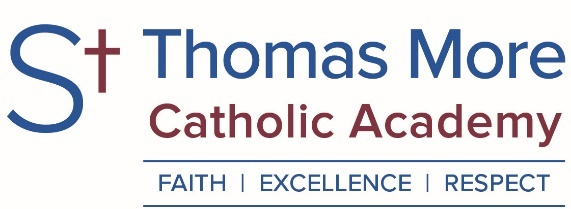 St Thomas More
Catholic Academy
FAITH | EXCELLENCE | RESPECT